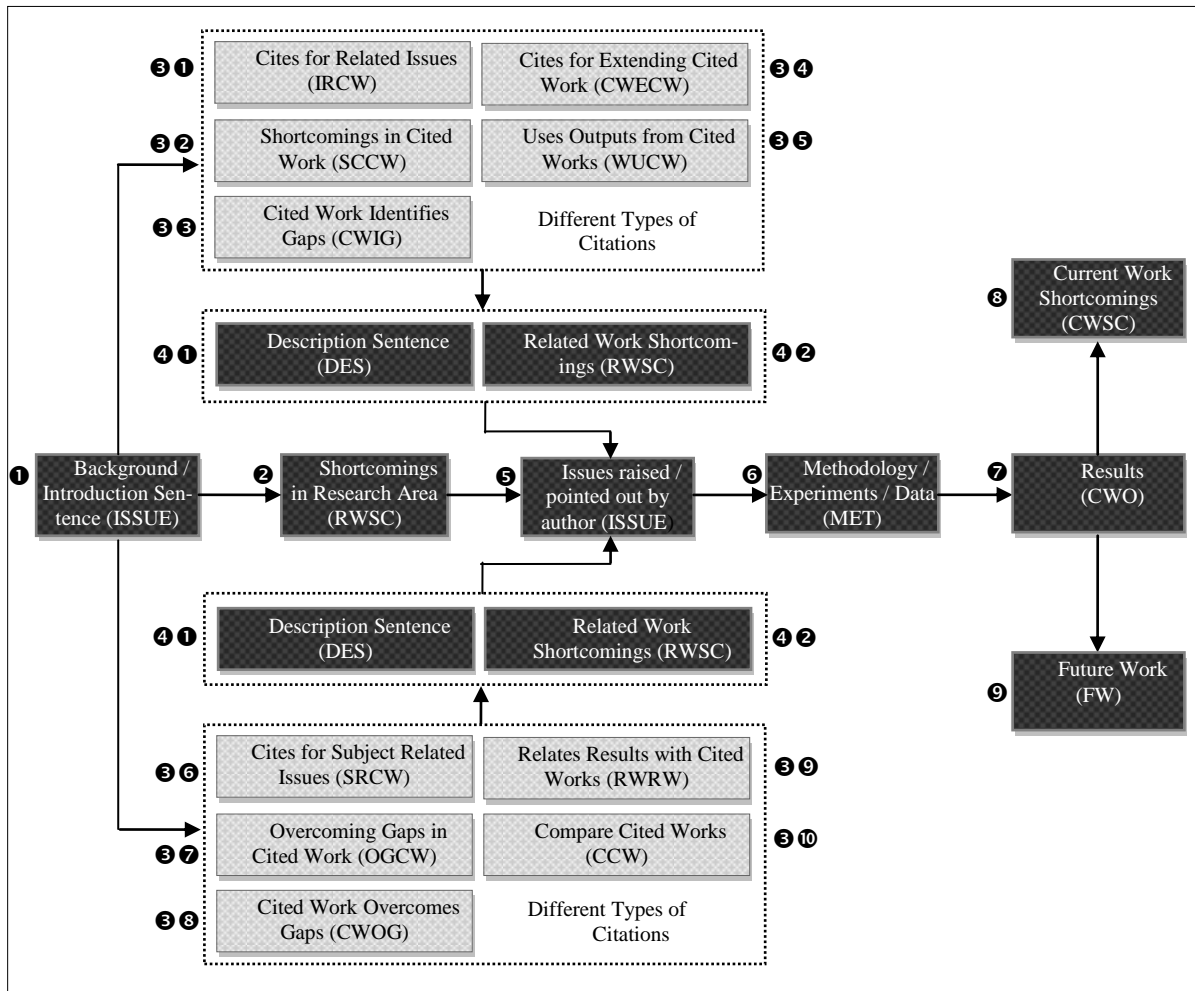 ❸❶ Cites for Related Issues
(IRCW)
Cites for Extending Cited
Work (CWECW) ❸❹
❸❷ Shortcomings in Cited
Work (SCCW)
Uses Outputs from Cited
Works (WUCW) ❸❺
❸❸ Cited Work Identifies
Gaps (CWIG)
Different Types of
Citations
❹❶ Description Sentence
(DES)
Related Work Shortcom-
ings (RWSC) ❹❷
❶ Background /
Introduction Sen-
tence (ISSUE)
❷ Shortcomings
in Research Area
(RWSC)
❺ Issues raised /
pointed out by
author (ISSUE)
❻ Methodology /
Experiments / Data
(MET)
❼ Results
(CWO)
❽ Current Work
Shortcomings
(CWSC)
❾ Future Work
(FW)
❹❶ Description Sentence
(DES)
Related Work
Shortcomings (RWSC) ❹❷
❸❻ Cites for Subject Related
Issues (SRCW)
Relates Results with Cited
Works (RWRW) ❸❾
❸❼ Overcoming Gaps in
Cited Work (OGCW)
Compare Cited Works
(CCW) ❸❿
❸❽ Cited Work Overcomes
Gaps (CWOG)
Different Types of
Citations